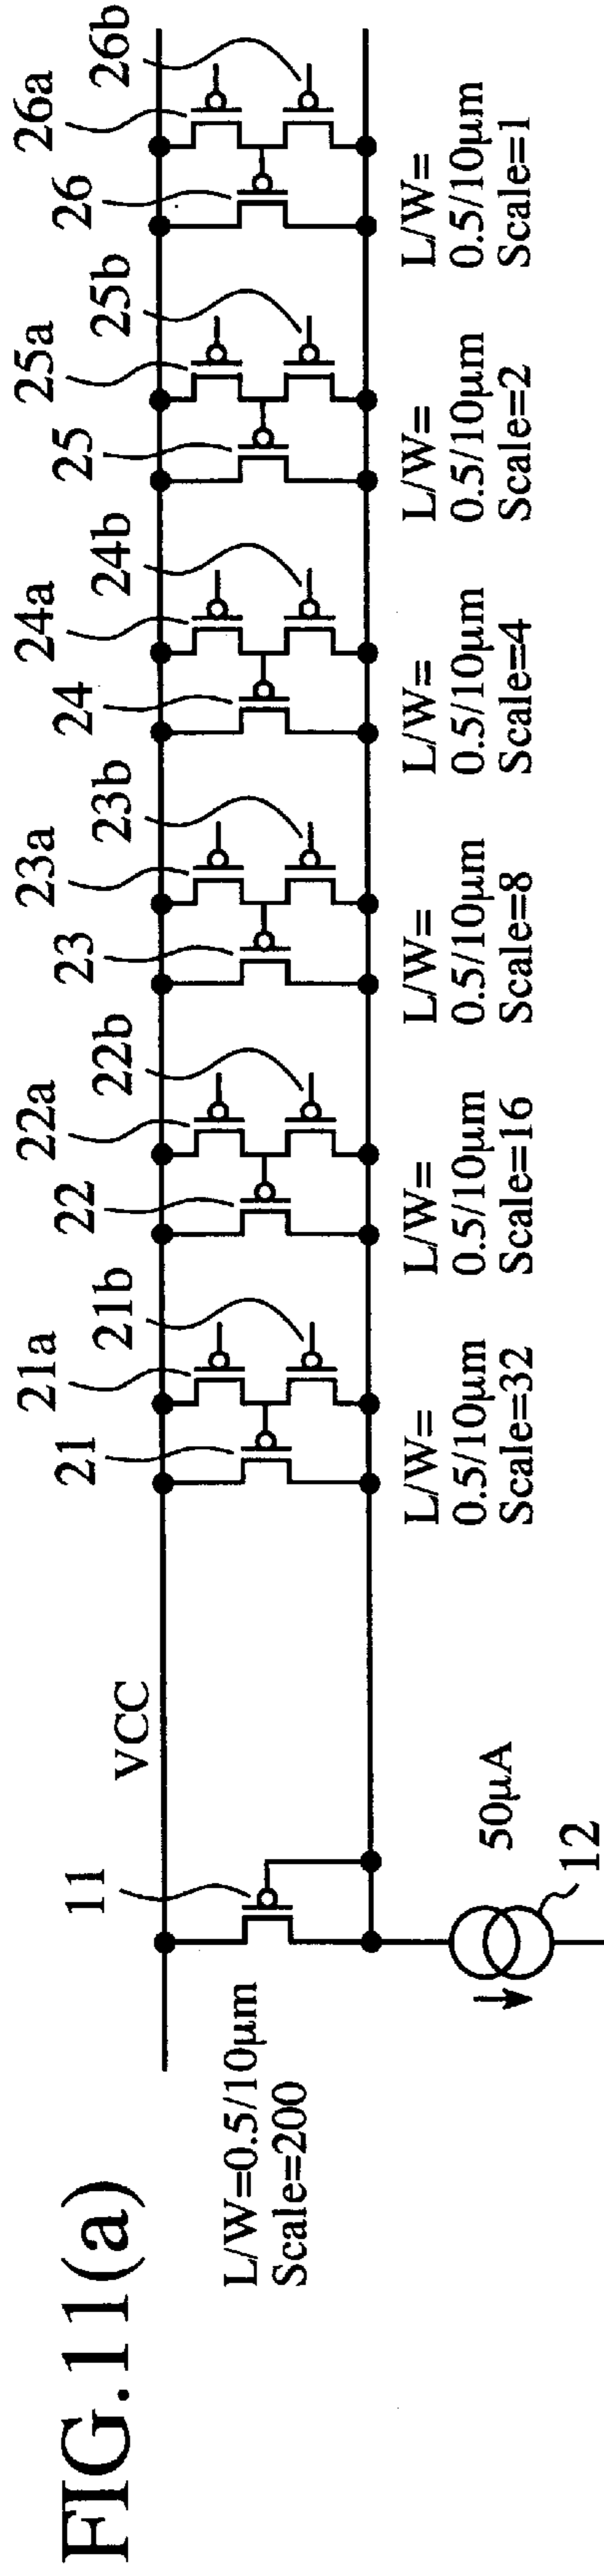 FIG.11(a)
L/W=0.5/10μm
Scale=200
11
VCC
50μA
12
21
21a
21b
L/W=
0.5/10μm
Scale=32
22
22a
22b
L/W=
0.5/10μm
Scale=16
23
23a
23b
L/W=
0.5/10μm
Scale=8
24
24a
24b
L/W=
0.5/10μm
Scale=4
25
25a
25b
L/W=
0.5/10μm
Scale=2
26
26a
26b
L/W=
0.5/10μm
Scale=1